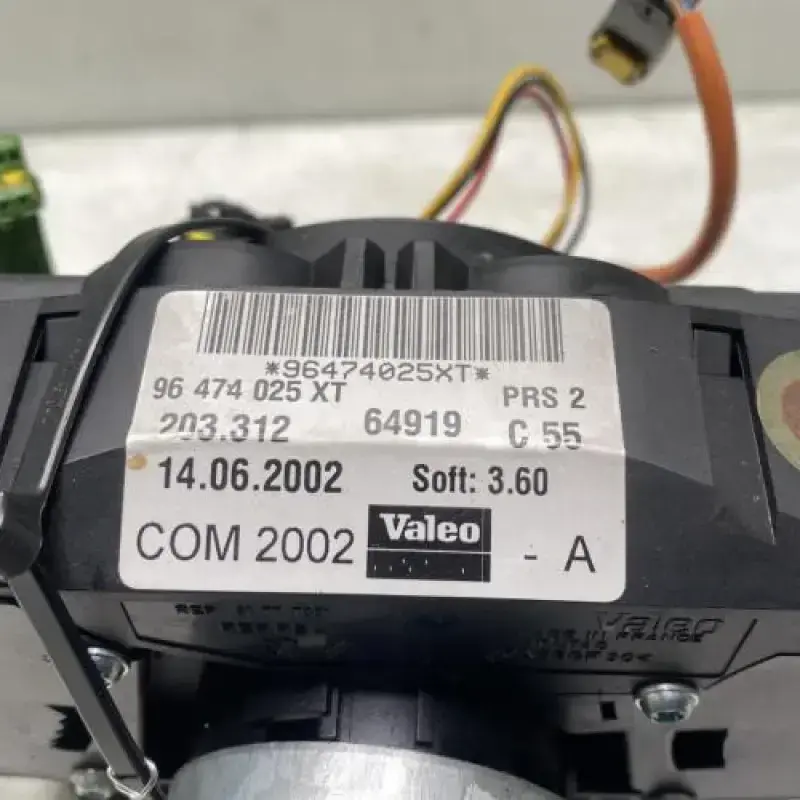 *96474025XT*
96 474 025 XT PRS 2
203.312 64919 C 55
14.06.2002 Soft: 3.60
COM 2002 Valeo - A
Valeo